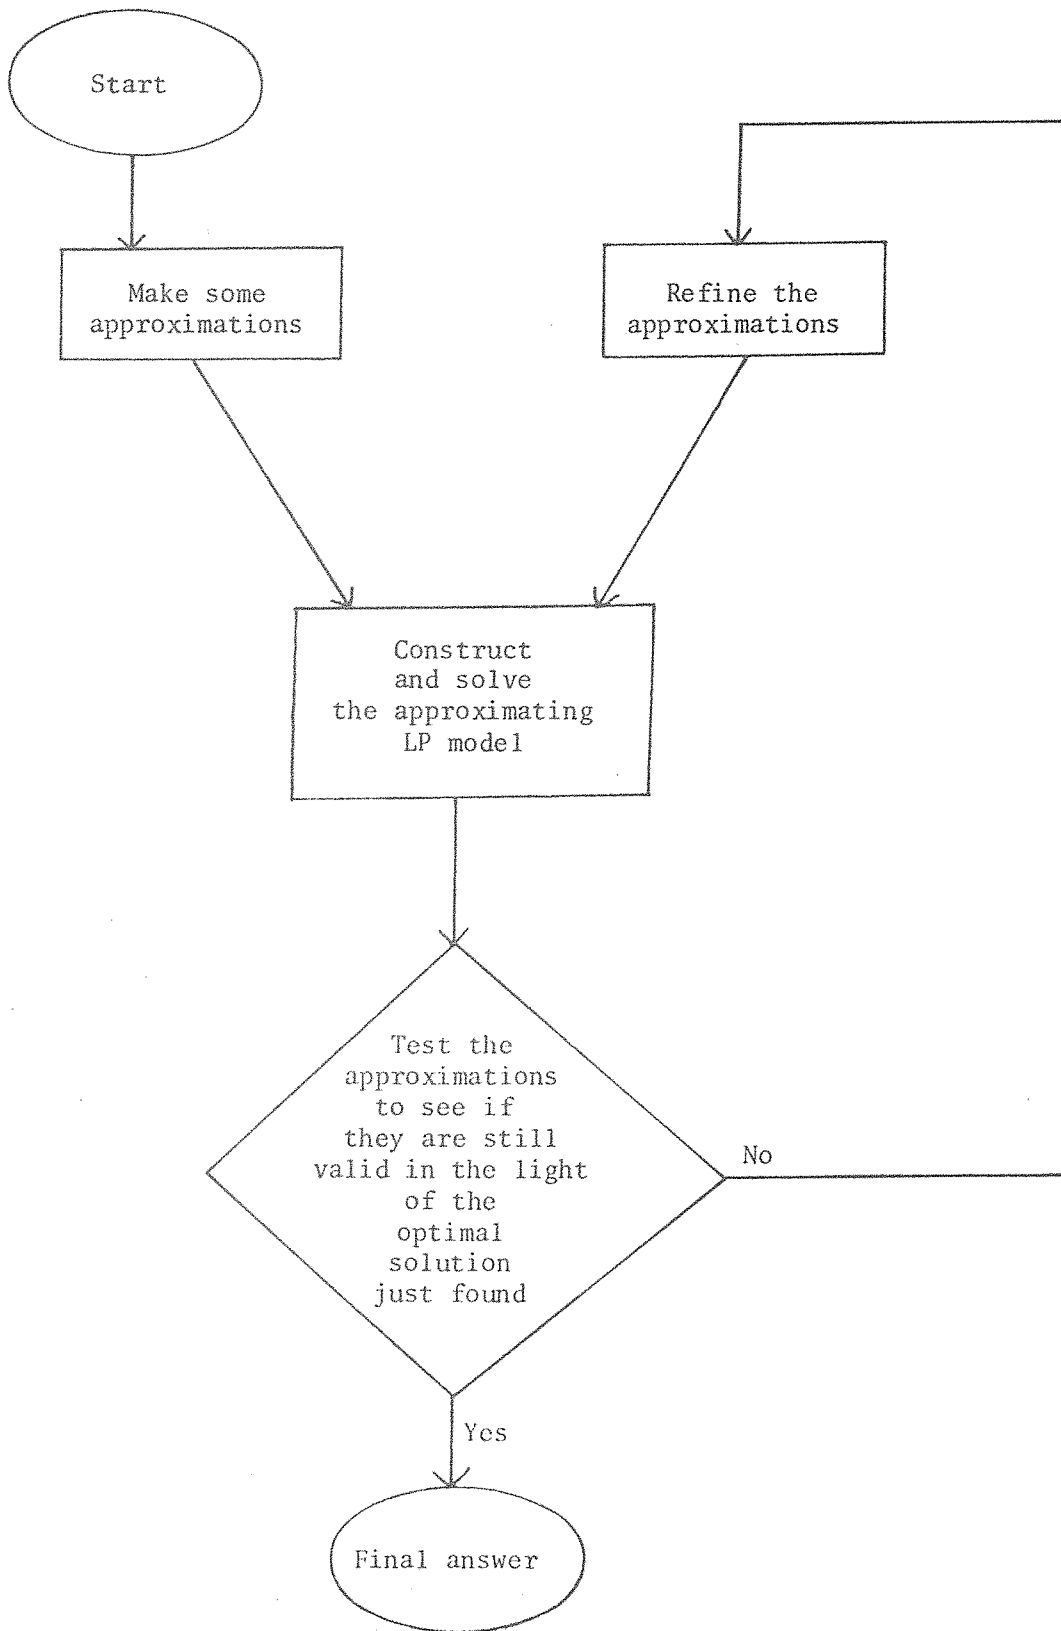 Start
Make some
approximations
Refine the
approximations
Construct
and solve
the approximating
LP model
Test the
approximations
to see if
they are still
valid in the light
of the
optimal
solution
just found
No
Yes
Final answer